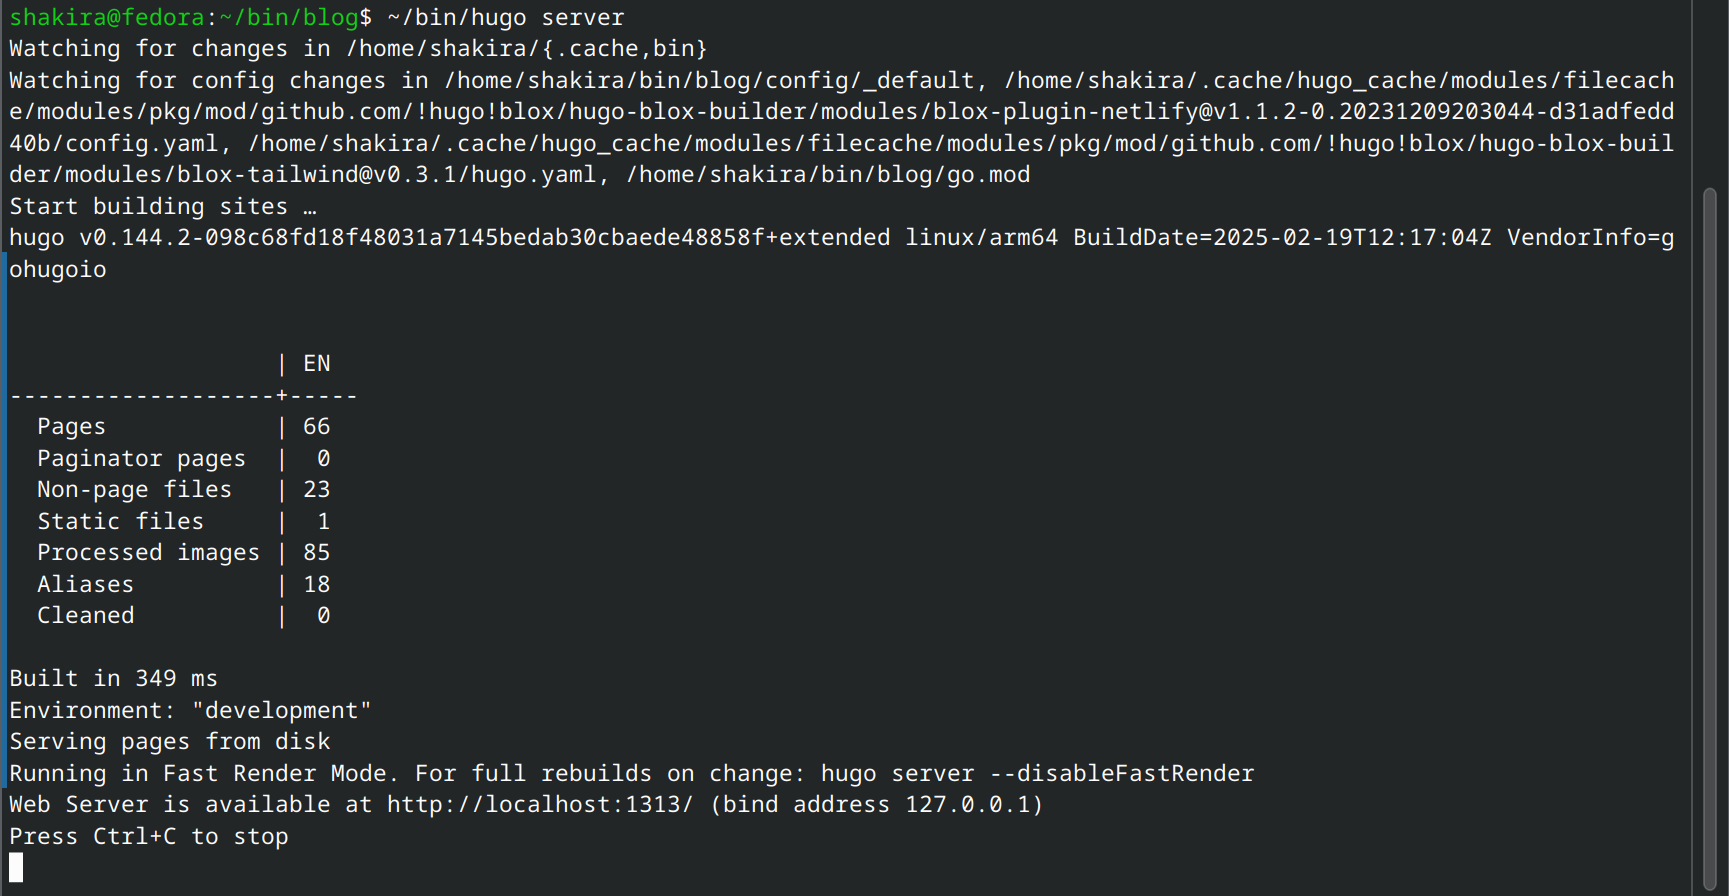 shakira@fedora:~/bin/blog$ ~/bin/hugo server
Watching for changes in /home/shakira/{.cache,bin}
Watching for config changes in /home/shakira/bin/blog/config/_default, /home/shakira/.cache/hugo_cache/modules/filecach
e/modules/pkg/mod/github.com/!hugo!blox/hugo-blox-builder/modules/blox-plugin-netlify@v1.1.2-0.20231209203044-d31adfedd
40b/config.yaml, /home/shakira/.cache/hugo_cache/modules/filecache/modules/pkg/mod/github.com/!hugo!blox/hugo-blox-buil
der/modules/blox-tailwind@v0.3.1/hugo.yaml, /home/shakira/bin/blog/go.mod
Start building sites …
hugo v0.144.2-098c68fd18f48031a7145bedab30cbaede48858f+extended linux/arm64 BuildDate=2025-02-19T12:17:04Z VendorInfo=g
ohugoio
                   | EN
-------------------+-----
  Pages            | 66
  Paginator pages  |  0
  Non-page files   | 23
  Static files     |  1
  Processed images | 85
  Aliases          | 18
  Cleaned          |  0
Built in 349 ms
Environment: "development"
Serving pages from disk
Running in Fast Render Mode. For full rebuilds on change: hugo server --disableFastRender
Web Server is available at http://localhost:1313/ (bind address 127.0.0.1)
Press Ctrl+C to stop